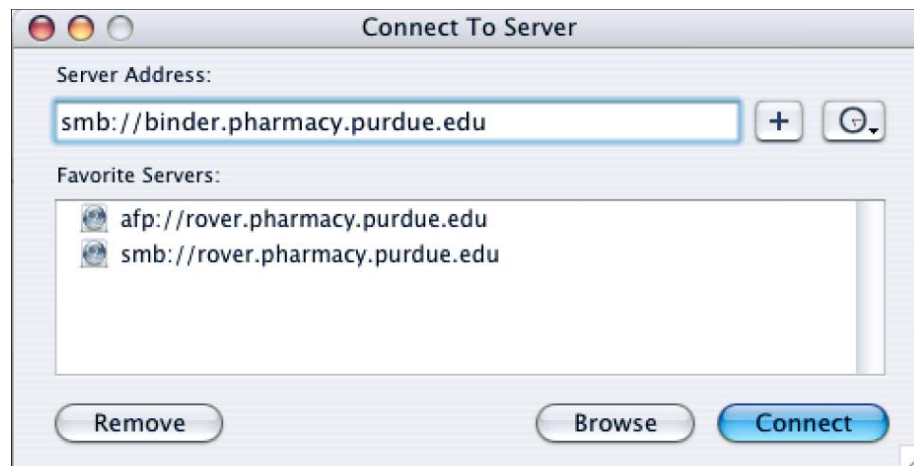 Connect To Server
Server Address:
smb://binder.pharmacy.purdue.edu
+
Favorite Servers:
afp://rover.pharmacy.purdue.edu
smb://rover.pharmacy.purdue.edu
Remove Browse Connect